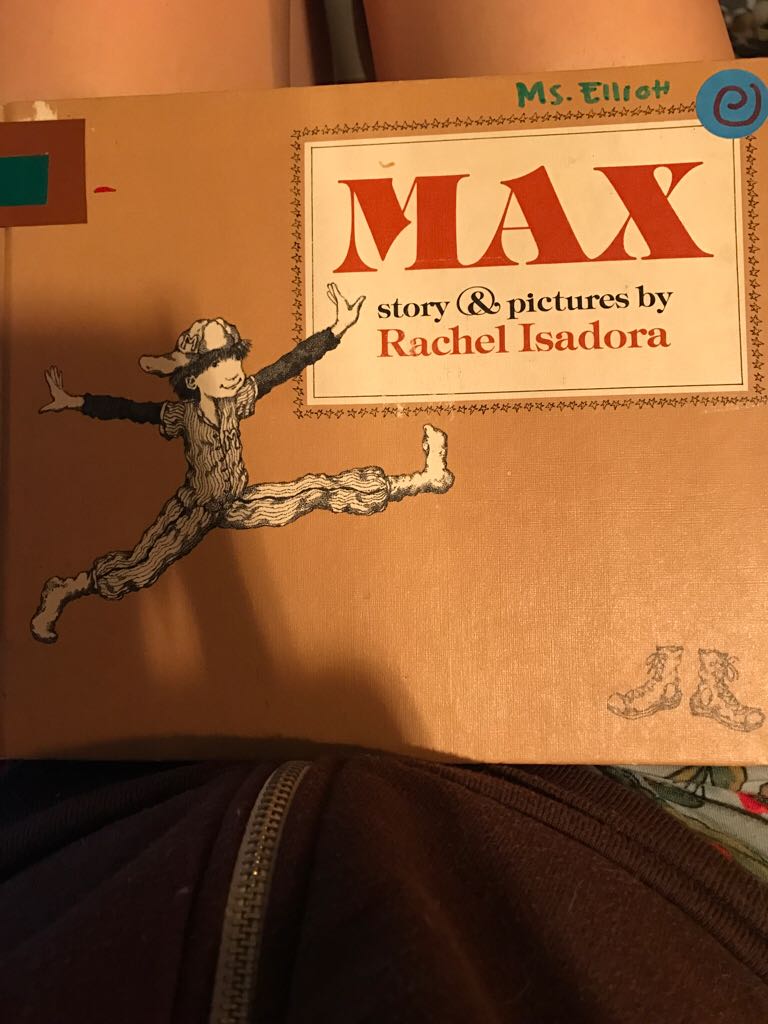 Ms. Elliott
MAX
story & pictures by
Rachel Isadora